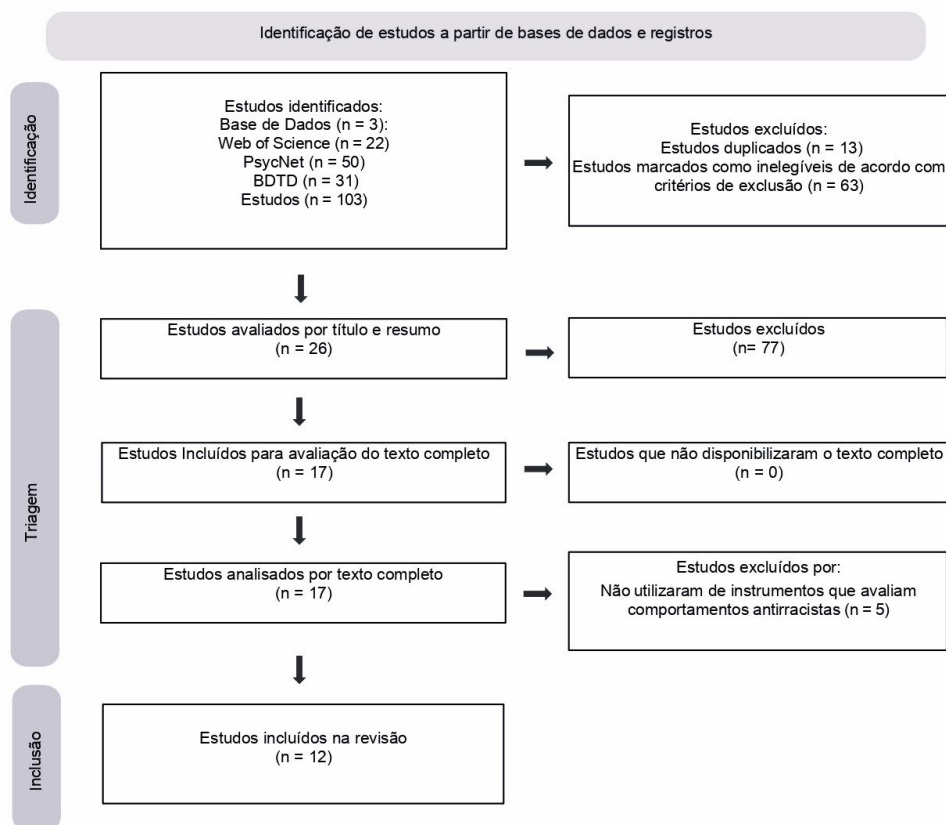 Identificação de estudos a partir de bases de dados e registros
Identificação
Estudos identificados:
Base de Dados (n = 3):
Web of Science (n = 22)
PsycNet (n = 50)
BDTD (n = 31)
Estudos (n = 103)
Estudos excluídos:
Estudos duplicados (n = 13)
Estudos marcados como inelegíveis de acordo com
critérios de exclusão (n = 63)
Triagem
Estudos avaliados por título e resumo
(n = 26)
Estudos excluídos
(n= 77)
Estudos Incluídos para avaliação do texto completo
(n = 17)
Estudos que não disponibilizaram o texto completo
(n = 0)
Estudos analisados por texto completo
(n = 17)
Estudos excluídos por:
Não utilizaram de instrumentos que avaliam
comportamentos antirracistas (n = 5)
Inclusão
Estudos incluídos na revisão
(n = 12)